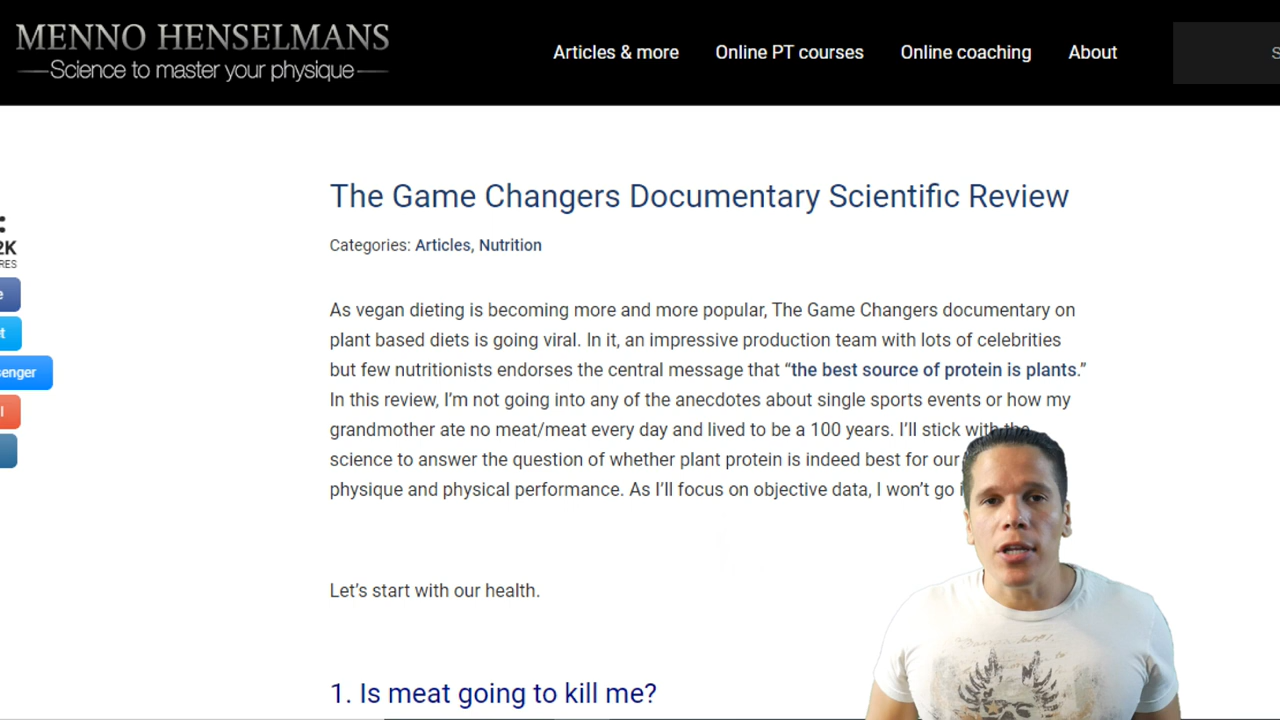 MENNO HENSELMANS
Science to master your physique
Articles & more
Online PT courses
Online coaching
About
The Game Changers Documentary Scientific Review
Categories: Articles, Nutrition
As vegan dieting is becoming more and more popular, The Game Changers documentary on
plant based diets is going viral. In it, an impressive production team with lots of celebrities
but few nutritionists endorses the central message that “the best source of protein is plants.”
In this review, I’m not going into any of the anecdotes about single sports events or how my
grandmother ate no meat/meat every day and lived to be a 100 years. I’ll stick with the
science to answer the question of whether plant protein is indeed best for our
physique and physical performance. As I’ll focus on objective data, I won’t go
Let’s start with our health.
1. Is meat going to kill me?